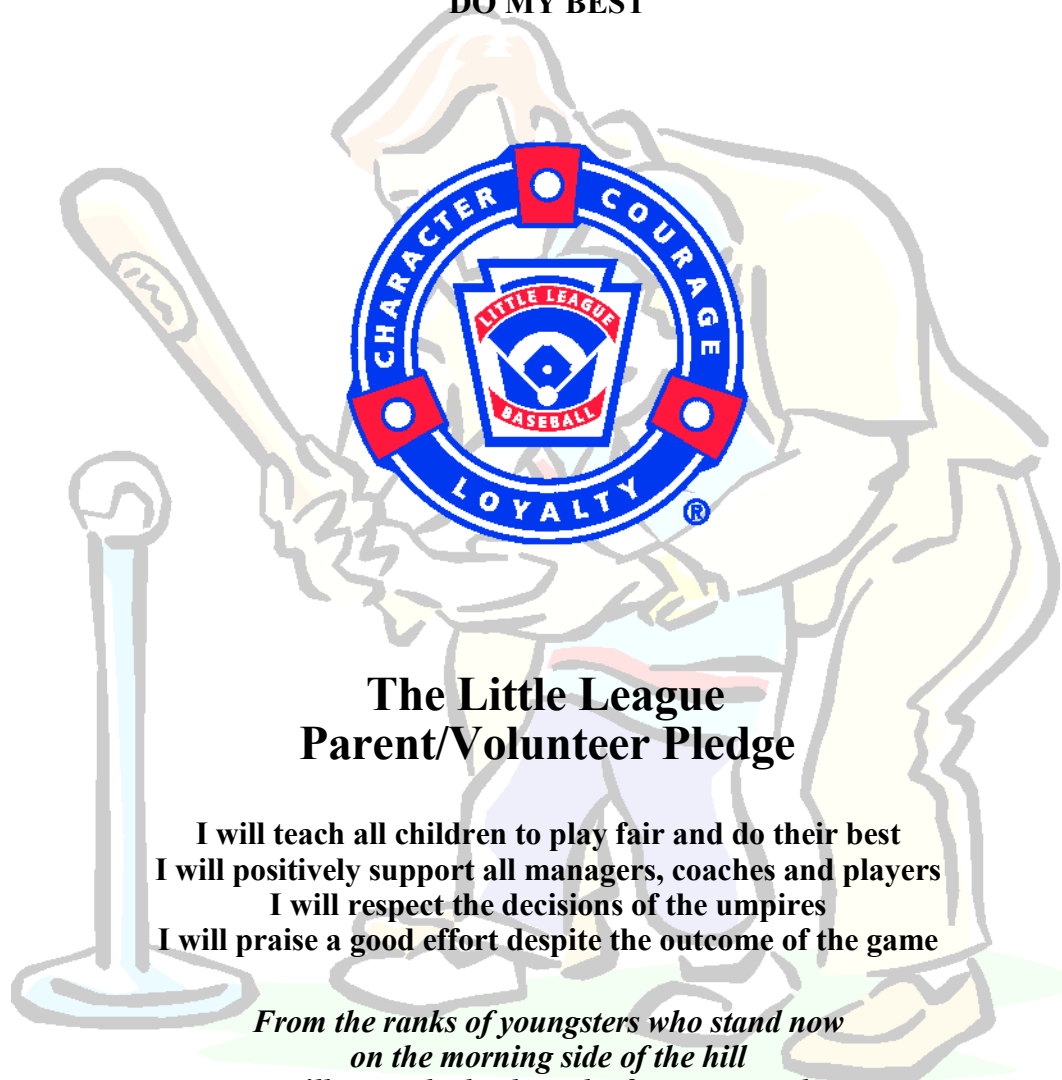 DO MY BEST
CHARACTER
COURAGE
LITTLE LEAGUE
BASEBALL
LOYALTY
®
The Little League
Parent/Volunteer Pledge
I will teach all children to play fair and do their best
I will positively support all managers, coaches and players
I will respect the decisions of the umpires
I will praise a good effort despite the outcome of the game
From the ranks of youngsters who stand now
on the morning side of the hill